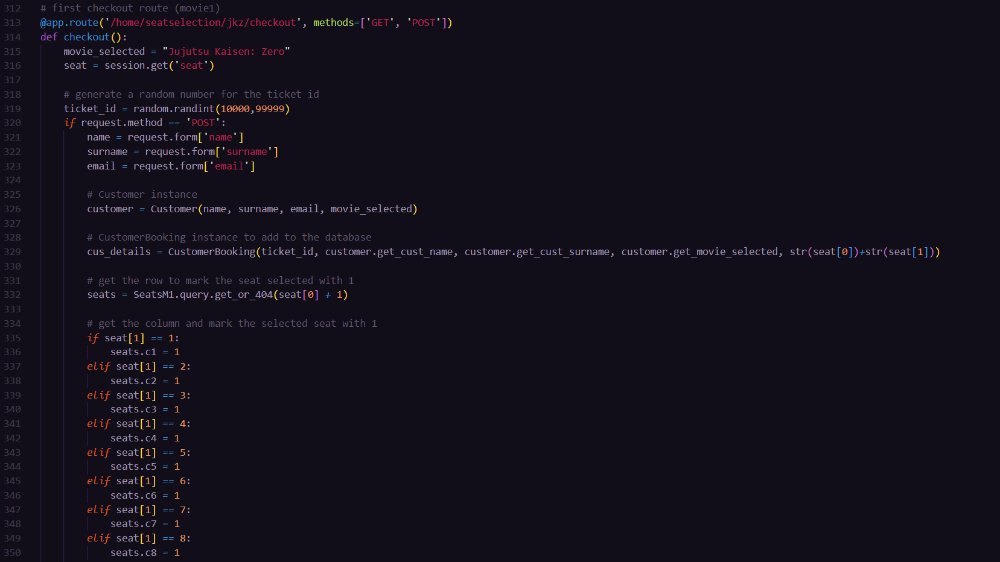 312 # first checkout route (movie1)
313 @app.route('/home/seatselection/jkz/checkout', methods=['GET', 'POST'])
314 def checkout():
315 movie_selected = "Jujutsu Kaisen: Zero"
316 seat = session.get('seat')
317
318 # generate a random number for the ticket id
319 ticket_id = random.randint(10000,99999)
320 if request.method == 'POST':
321 name = request.form['name']
322 surname = request.form['surname']
323 email = request.form['email']
324
325 # Customer instance
326 customer = Customer(name, surname, email, movie_selected)
327
328 # CustomerBooking instance to add to the database
329 cus_details = CustomerBooking(ticket_id, customer.get_cust_name, customer.get_cust_surname, customer.get_movie_selected, str(seat[0])+str(seat[1]))
330
331 # get the row to mark the seat selected with 1
332 seats = SeatsM1.query.get_or_404(seat[0] + 1)
333
334 # get the column and mark the selected seat with 1
335 if seat[1] == 1:
336 seats.c1 = 1
337 elif seat[1] == 2:
338 seats.c2 = 1
339 elif seat[1] == 3:
340 seats.c3 = 1
341 elif seat[1] == 4:
342 seats.c4 = 1
343 elif seat[1] == 5:
344 seats.c5 = 1
345 elif seat[1] == 6:
346 seats.c6 = 1
347 elif seat[1] == 7:
348 seats.c7 = 1
349 elif seat[1] == 8:
350 seats.c8 = 1